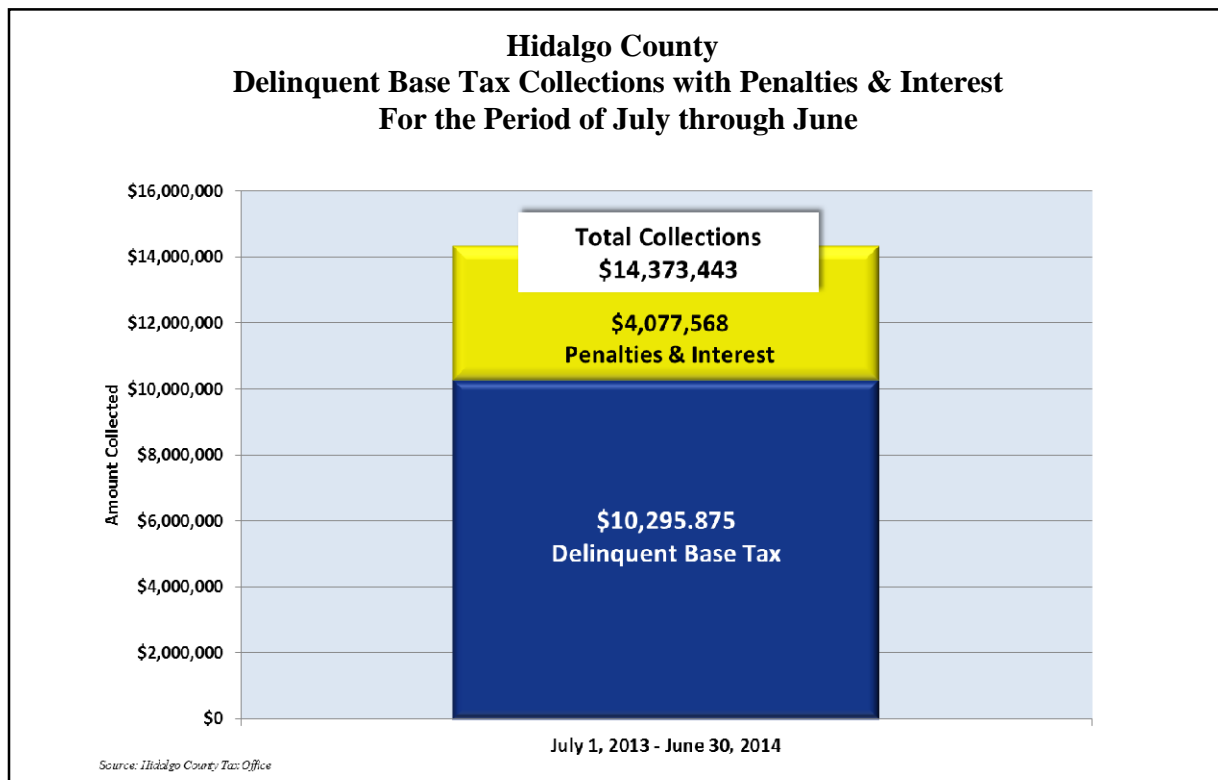 Hidalgo County
Delinquent Base Tax Collections with Penalties & Interest
For the Period of July through June
$16,000,000
$14,000,000
$12,000,000
$10,000,000
$8,000,000
$6,000,000
$4,000,000
$2,000,000
$0
Amount Collected
Total Collections
$14,373,443
$4,077,568
Penalties & Interest
$10,295.875
Delinquent Base Tax
July 1, 2013 - June 30, 2014
Source: Hidalgo County Tax Office